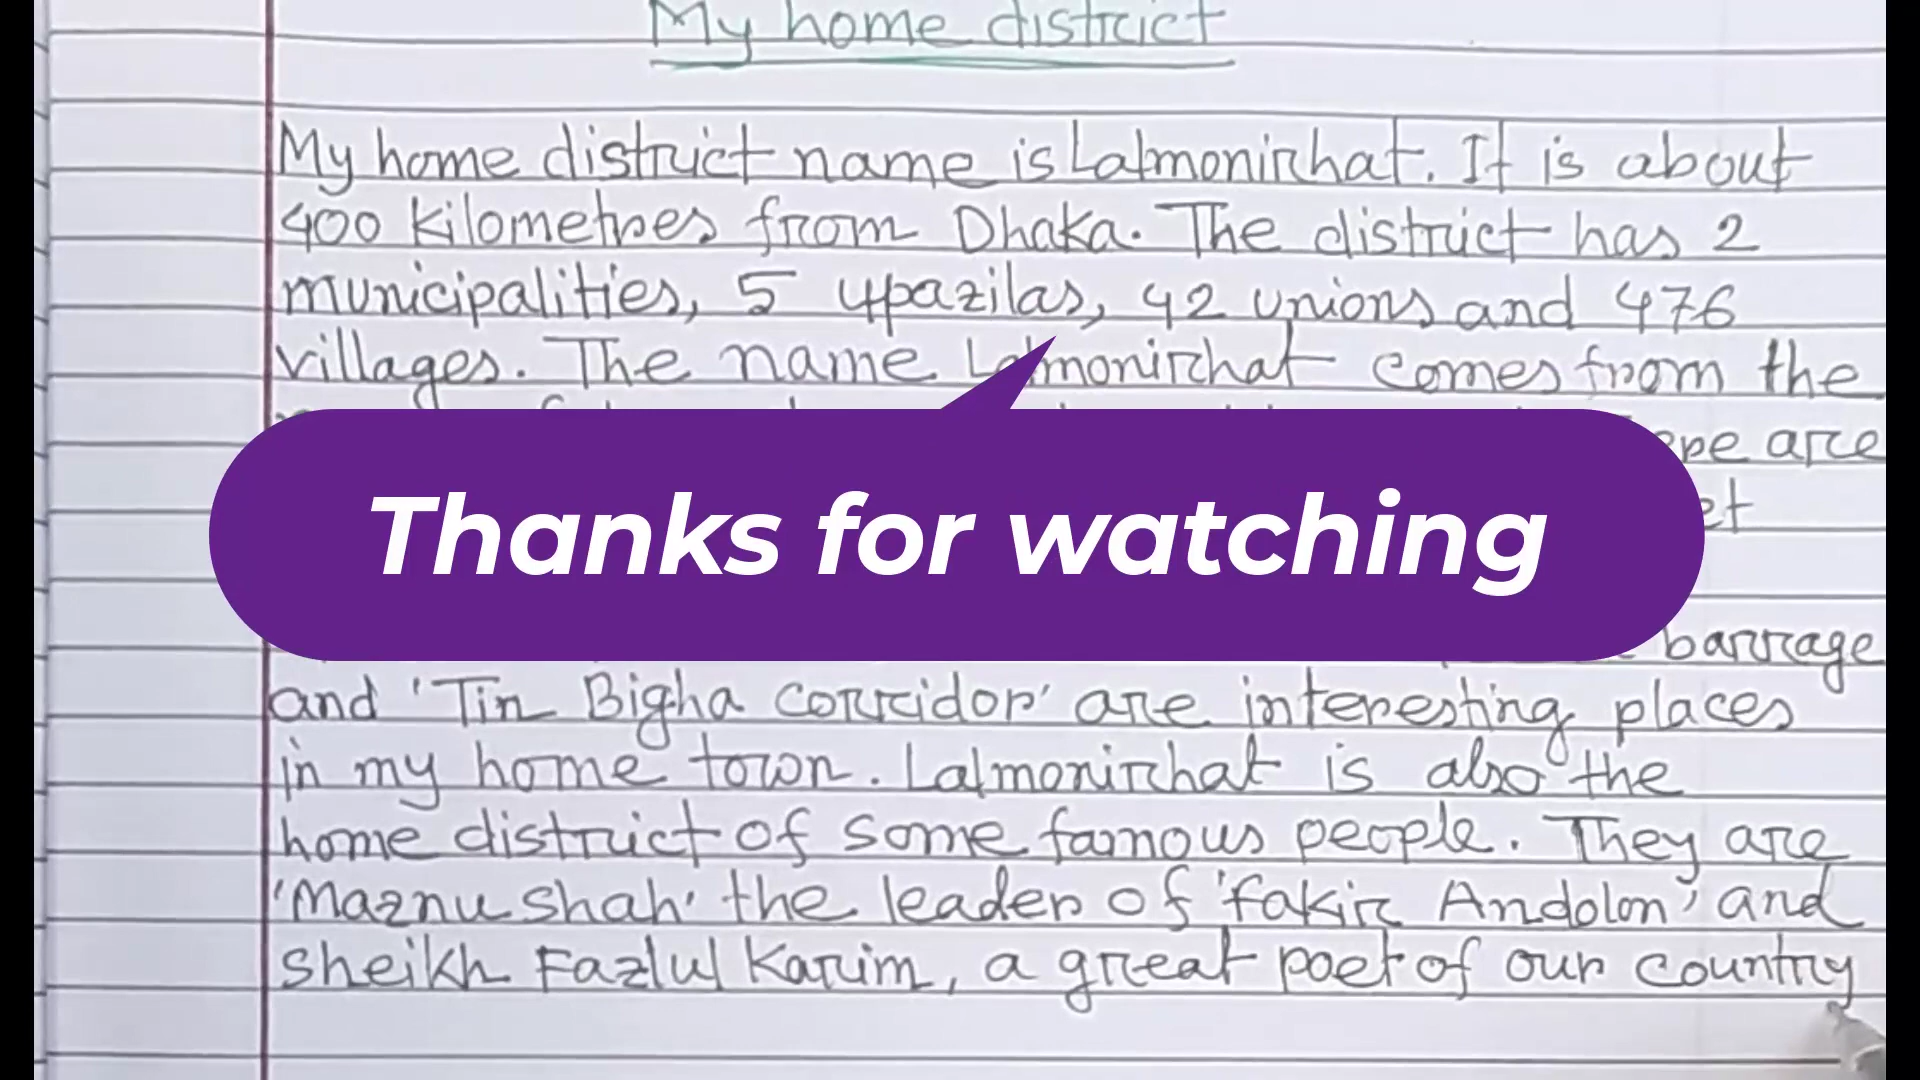 My home district
My home district name is Lalmonirhat. It is about
400 kilometres from Dhaka. The district has 2
municipalities, 5 upazilas, 42 unions and 476
villages. The name Lalmonirhat comes from the
are
Thanks for watching
barrage
and 'Tin Bigha corridor' are interesting places
in my home town. Lalmonirhat is also the
home district of some famous people. They are
'Maznu shah' the leader of 'fakir Andolon' and
sheikh Fazlul Karim, a great poet of our country